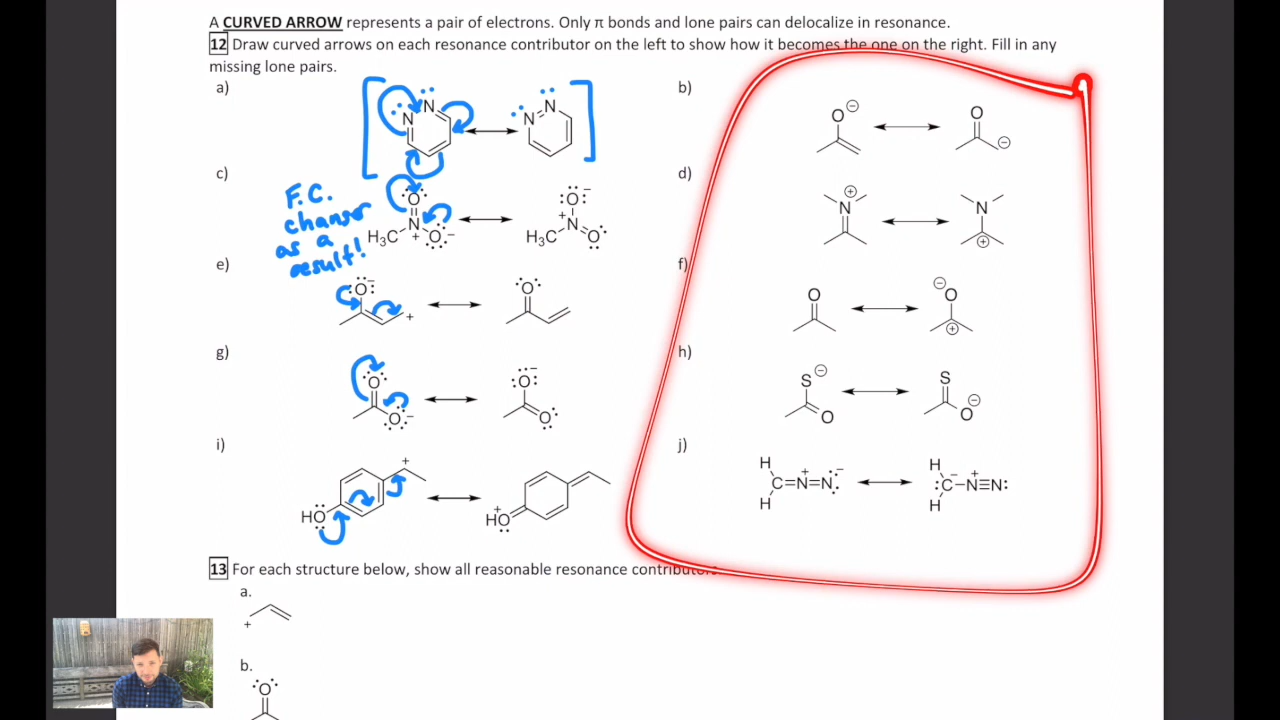 A CURVED ARROW represents a pair of electrons. Only π bonds and lone pairs can delocalize in resonance.
12 Draw curved arrows on each resonance contributor on the left to show how it becomes the one on the right. Fill in any
missing lone pairs.
a)
N
N
N
N
b)
O ⊖
O
⊖
c)
F.C.
changes
as a
result!
O
N
+
H₃C
O −
O −
+
N
H₃C
O
d)
⊕
N
N
⊕
e)
O −
+
O
f)
O
⊖
O
⊕
g)
O
O −
O −
O
h)
S ⊖
O
S
O ⊖
i)
+
HO
+
HO
j)
H
C=N=N
+ −
H
H
C−N≡N:
− +
H
13 For each structure below, show all reasonable resonance contributors
a.
+
b.
O